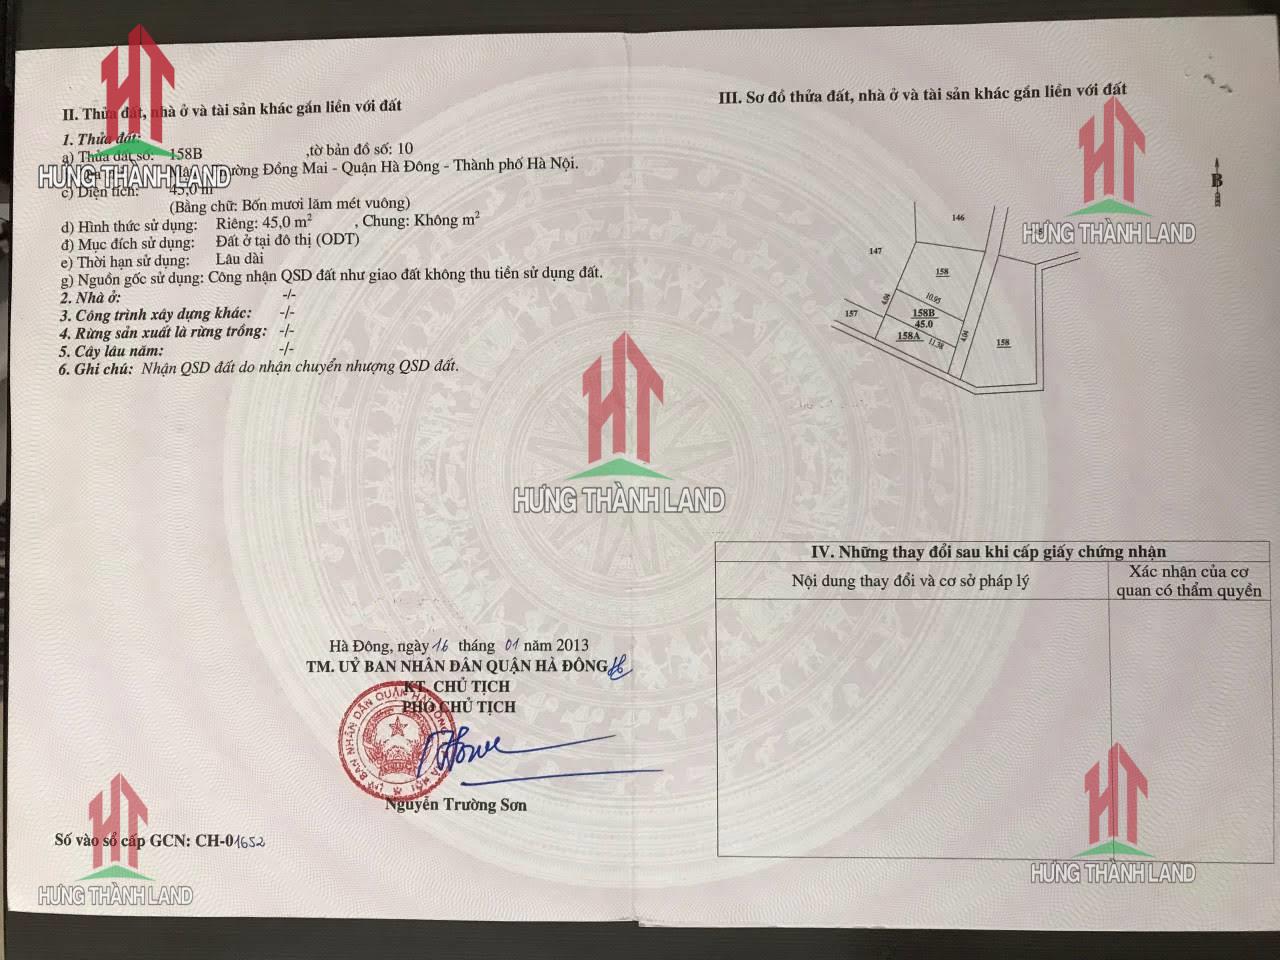 II. Thửa đất, nhà ở và tài sản khác gắn liền với đất
1. Thửa đất:
a) Thửa đất số: 158B ,tờ bản đồ số: 10
Phường Đồng Mai - Quận Hà Đông - Thành phố Hà Nội.
c) Diện tích: 45,0 m
(Bằng chữ: Bốn mươi lăm mét vuông)
d) Hình thức sử dụng: Riêng: 45,0 m² , Chung: Không m²
đ) Mục đích sử dụng: Đất ở tại đô thị (ODT)
e) Thời hạn sử dụng: Lâu dài
g) Nguồn gốc sử dụng: Công nhận QSD đất như giao đất không thu tiền sử dụng đất.
2. Nhà ở: -/-
3. Công trình xây dựng khác: -/-
4. Rừng sản xuất là rừng trồng: -/-
5. Cây lâu năm: -/-
6. Ghi chú: Nhận QSD đất do nhận chuyển nhượng QSD đất.
Hà Đông, ngày 16 tháng 01 năm 2013
TM. UỶ BAN NHÂN DÂN QUẬN HÀ ĐÔNG
KT. CHỦ TỊCH
PHÓ CHỦ TỊCH
Nguyễn Trường Sơn
Số vào sổ cấp GCN: CH-01652
III. Sơ đồ thửa đất, nhà ở và tài sản khác gắn liền với đất
B
146
147
158
10.95
4.04
158B
45.0
157
158A
11.38
4.04
158
IV. Những thay đổi sau khi cấp giấy chứng nhận
Nội dung thay đổi và cơ sở pháp lý
Xác nhận của cơ
quan có thẩm quyền
HƯNG THÀNH LAND
HƯNG THÀNH LAND
HƯNG THÀNH LAND
HƯNG THÀNH LAND
HƯNG THÀNH LAND